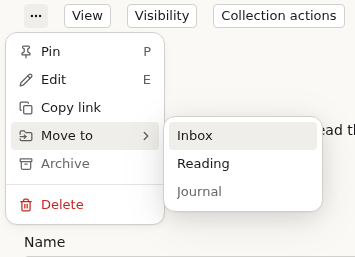 ... View Visibility Collection actions
Pin P
Edit E
Copy link
Move to
Archive
Delete
Inbox
Reading
Journal
Name